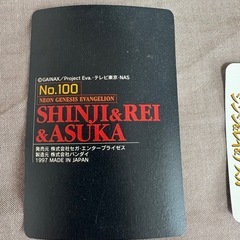 ©GAINAX/Project Eva.・テレビ東京・NAS
No.100
NEON GENESIS EVANGELION
SHINJI&REI
&ASUKA
発売元 株式会社セガ・エンタープライゼス
製造元 株式会社バンダイ
1997 MADE IN JAPAN